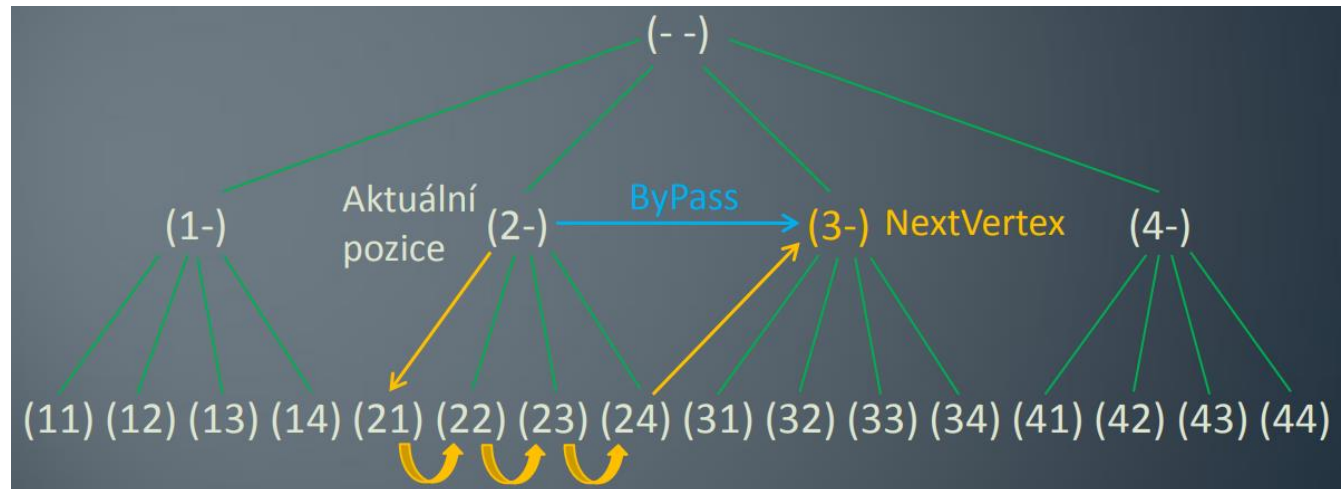 (- -)
ByPass
Aktuální
pozice
(1-) (2-) (3-) NextVertex (4-)
(11) (12) (13) (14) (21) (22) (23) (24) (31) (32) (33) (34) (41) (42) (43) (44)